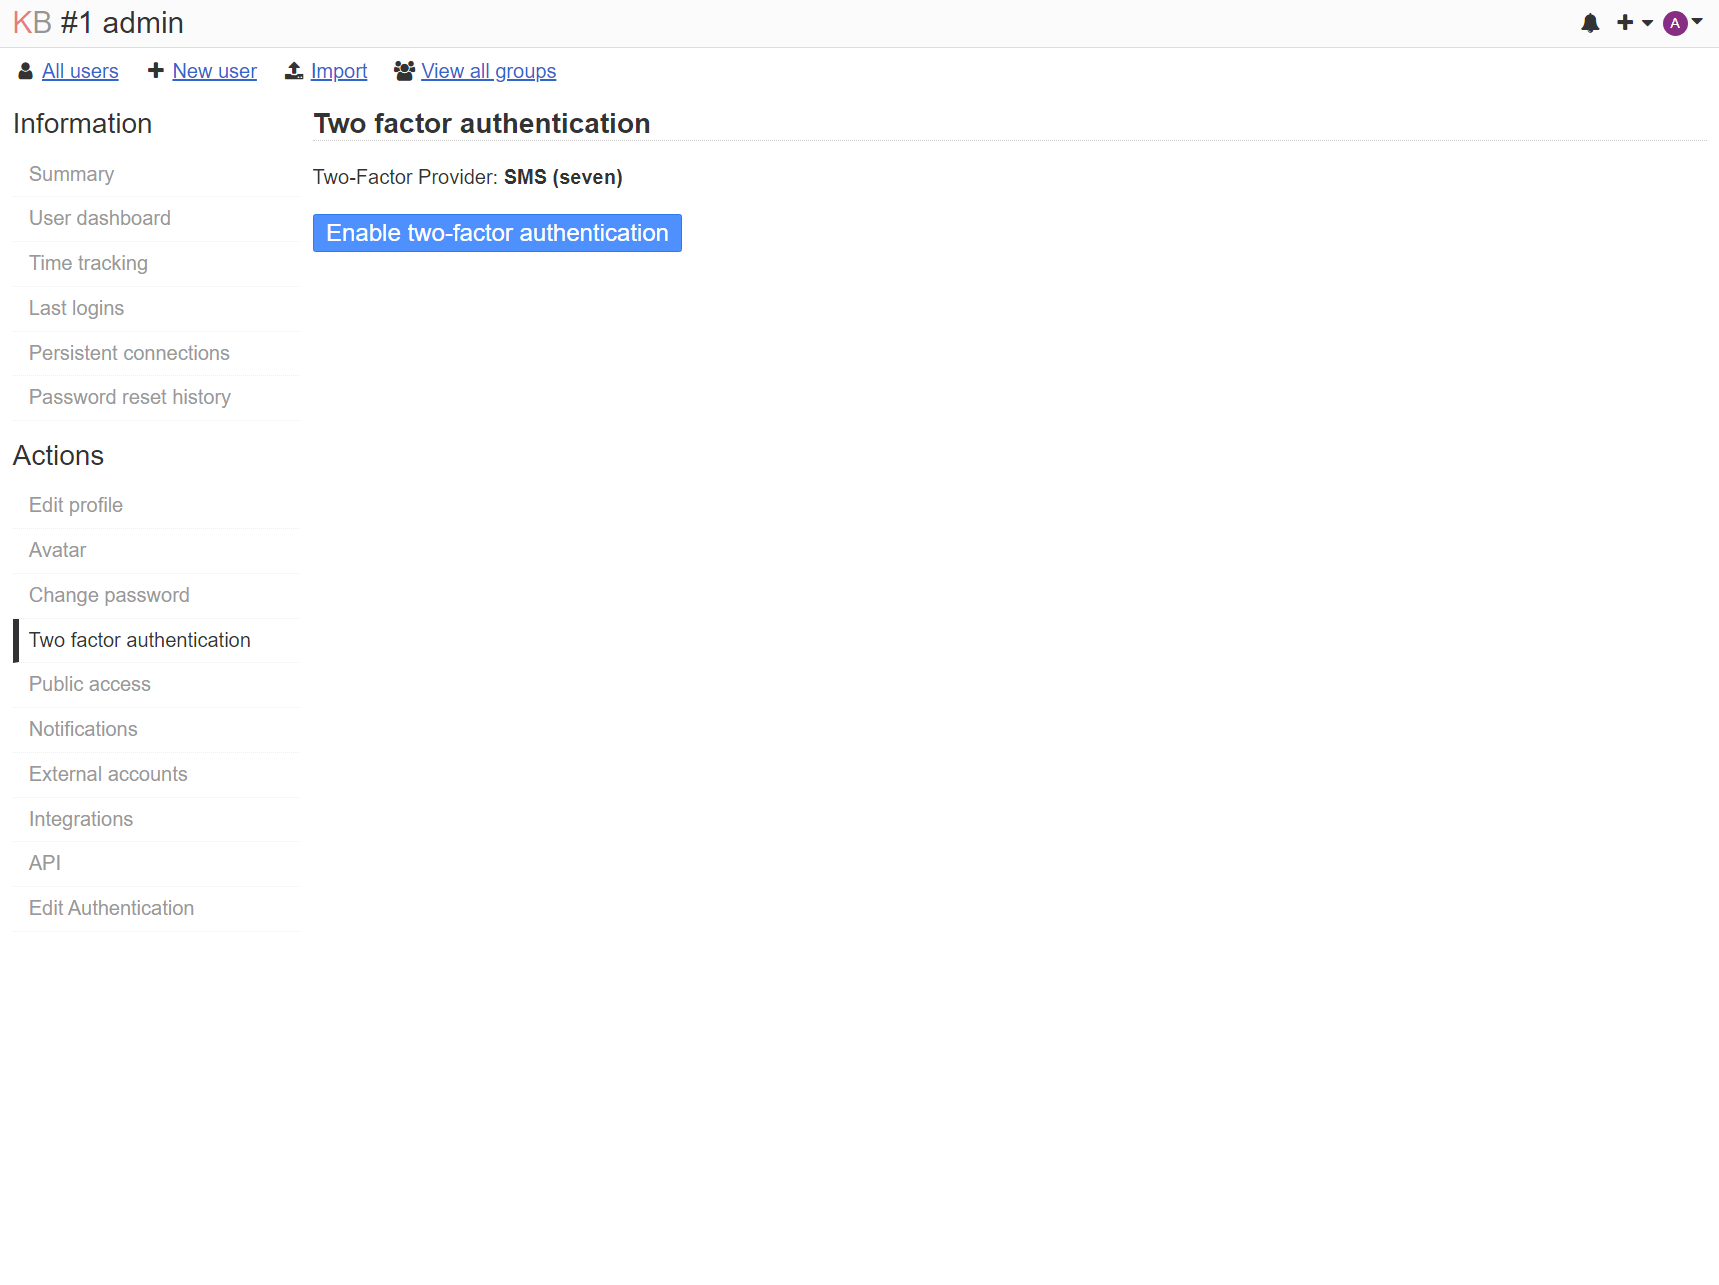 KB #1 admin
A
All users New user Import View all groups
Information
Summary
User dashboard
Time tracking
Last logins
Persistent connections
Password reset history
Actions
Edit profile
Avatar
Change password
Two factor authentication
Public access
Notifications
External accounts
Integrations
API
Edit Authentication
Two factor authentication
Two-Factor Provider: SMS (seven)
Enable two-factor authentication